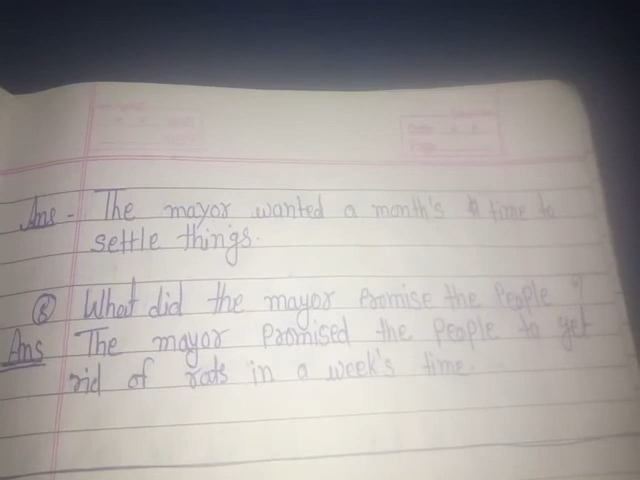 Ans - The mayor wanted a month's time to
settle things.
⑧ What did the mayor Promise the People ?
Ans The mayor Promised the People to get
rid of rats in a week's time.